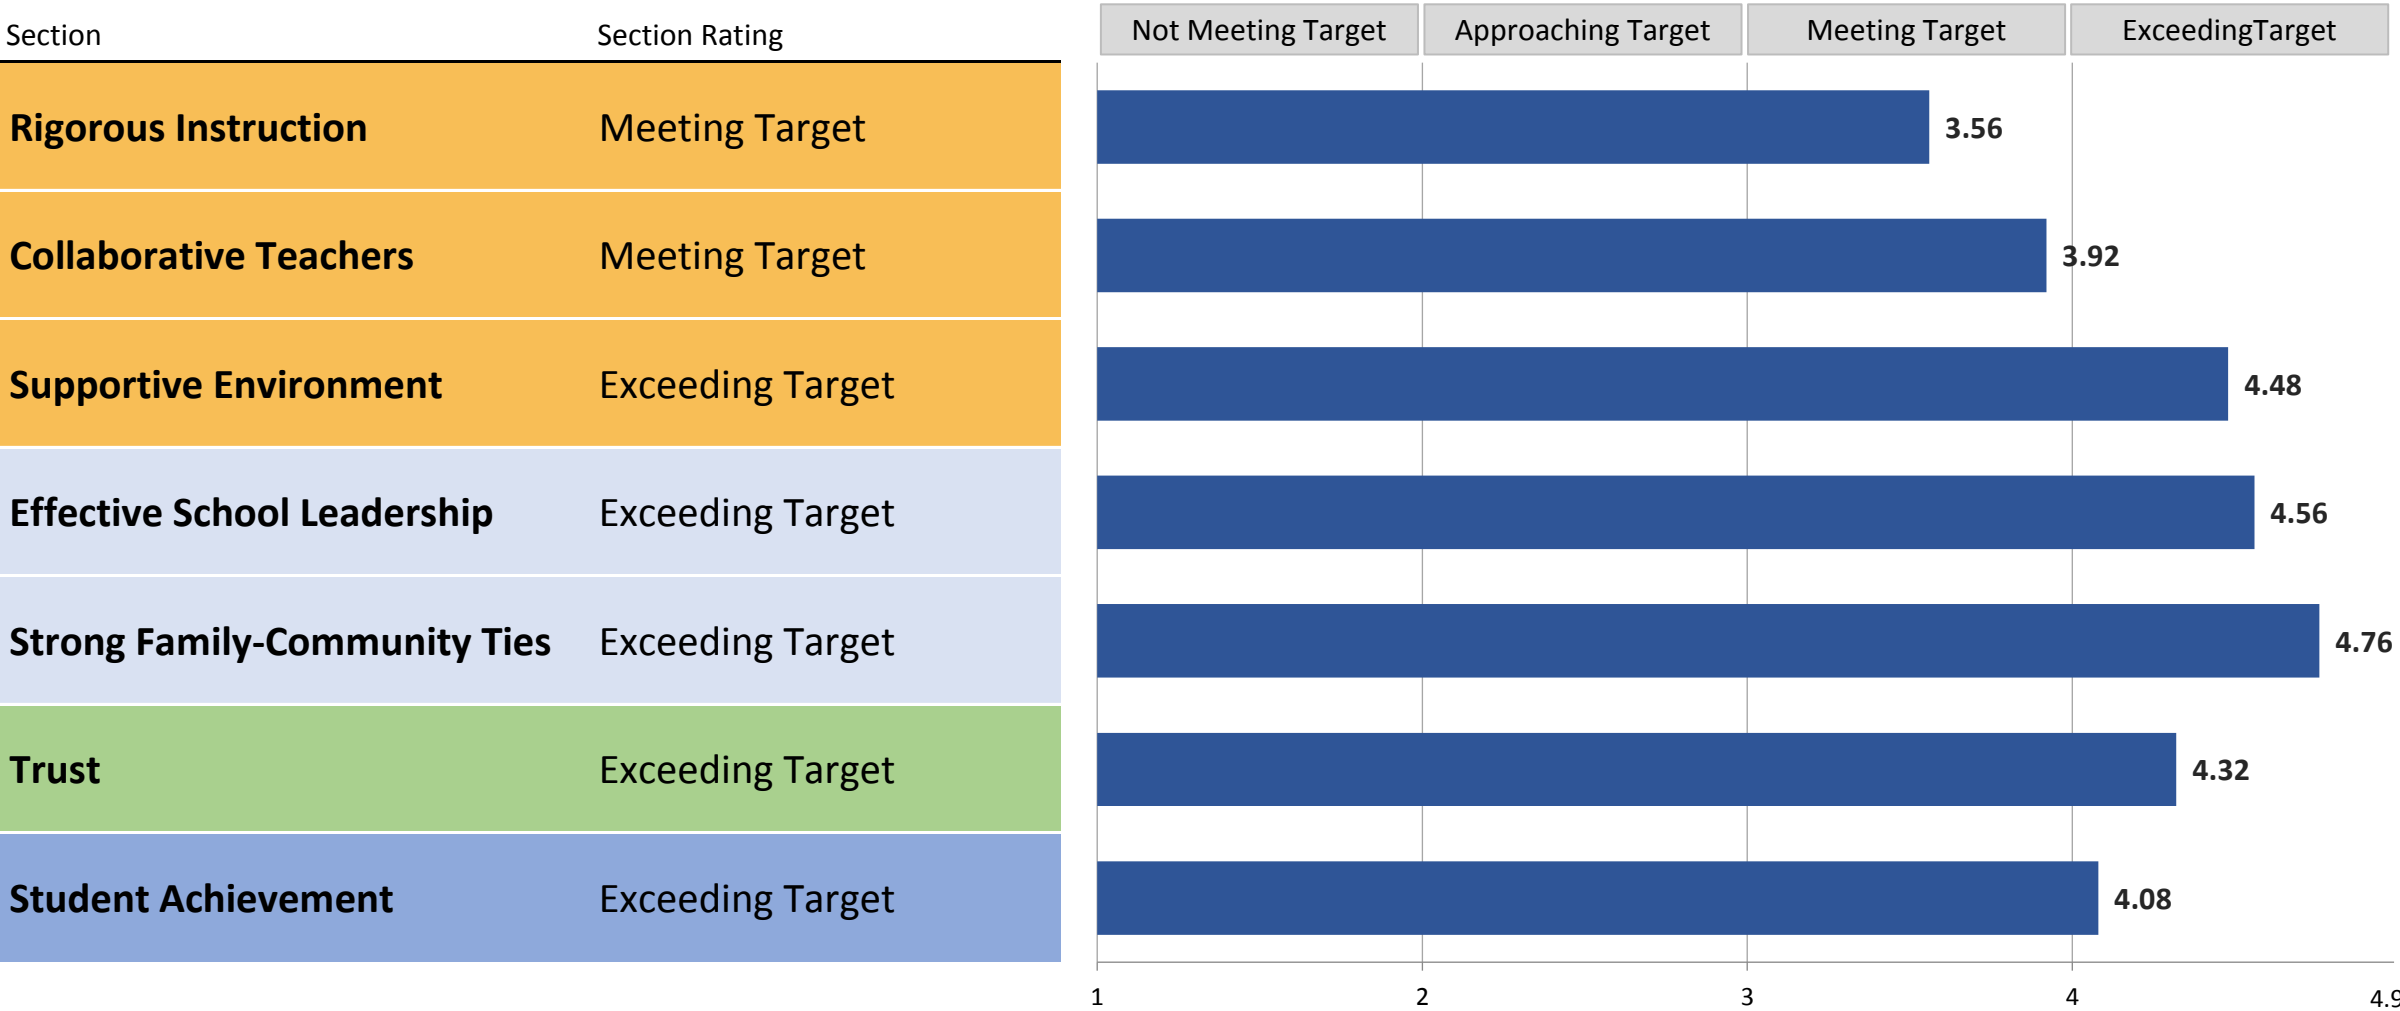 Section Section Rating Not Meeting Target Approaching Target Meeting Target ExceedingTarget
Rigorous Instruction Meeting Target 3.56
Collaborative Teachers Meeting Target 3.92
Supportive Environment Exceeding Target 4.48
Effective School Leadership Exceeding Target 4.56
Strong Family-Community Ties Exceeding Target 4.76
Trust Exceeding Target 4.32
Student Achievement Exceeding Target 4.08
1 2 3 4 4.9